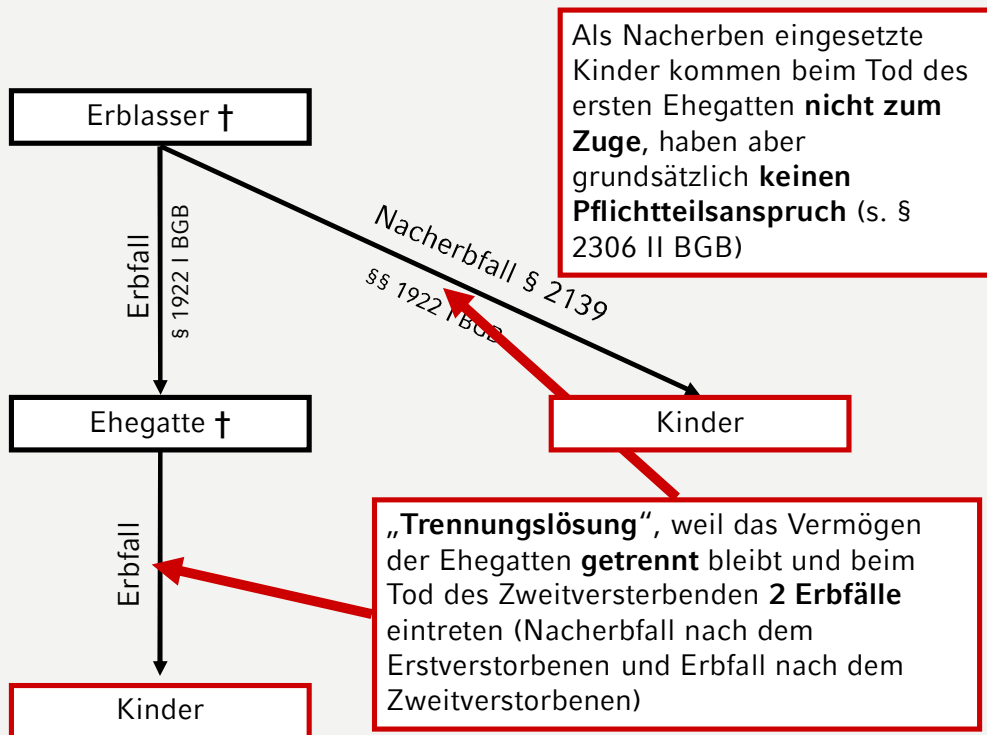 Als Nacherben eingesetzte
Kinder kommen beim Tod des
ersten Ehegatten nicht zum
Zuge, haben aber
grundsätzlich keinen
Pflichtteilsanspruch (s. §
2306 II BGB)
Erblasser †
Erbfall
§ 1922 I BGB
Nacherbfall § 2139
§§ 1922 I BGB
Ehegatte †
Kinder
Erbfall
„Trennungslösung“, weil das Vermögen
der Ehegatten getrennt bleibt und beim
Tod des Zweitversterbenden 2 Erbfälle
eintreten (Nacherbfall nach dem
Erstverstorbenen und Erbfall nach dem
Zweitverstorbenen)
Kinder